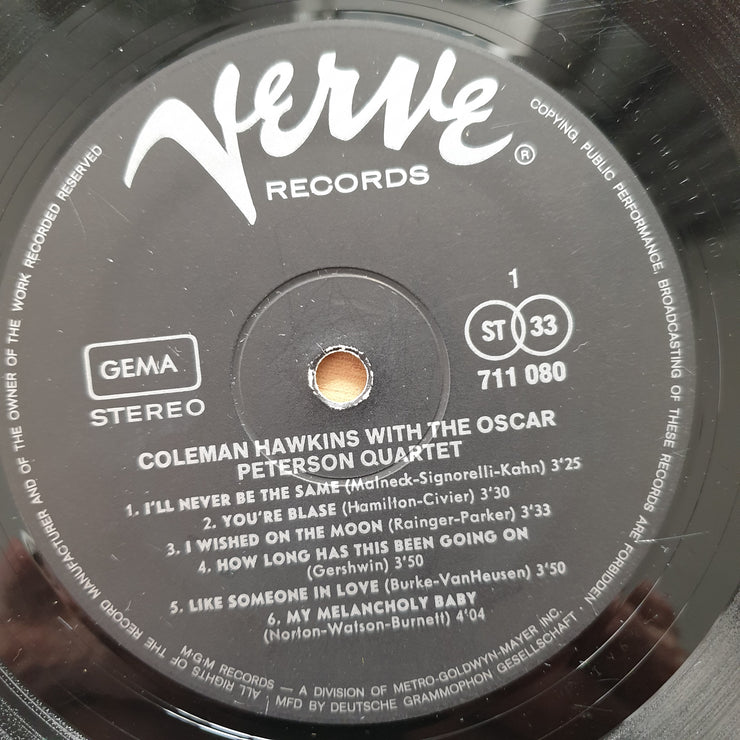 Verve ®
RECORDS
1
ST 33
711 080
GEMA
STEREO
COLEMAN HAWKINS WITH THE OSCAR
PETERSON QUARTET
1. I'LL NEVER BE THE SAME (Malneck-Signorelli-Kahn) 3'25
2. YOU'RE BLASE (Hamilton-Civier) 3'30
3. I WISHED ON THE MOON (Rainger-Parker) 3'33
4. HOW LONG HAS THIS BEEN GOING ON
(Gershwin) 3'50
5. LIKE SOMEONE IN LOVE (Burke-VanHeusen) 3'50
6. MY MELANCHOLY BABY
(Norton-Watson-Burnett) 4'04
M·G·M RECORDS — A DIVISION OF METRO-GOLDWYN-MAYER INC.
ALL RIGHTS OF THE RECORD MANUFACTURER AND OF THE OWNER OF THE WORK RECORDED RESERVED
COPYING, PUBLIC PERFORMANCE, BROADCASTING OF THESE RECORDS ARE FORBIDDEN · MFD BY DEUTSCHE GRAMMOPHON GESELLSCHAFT ·